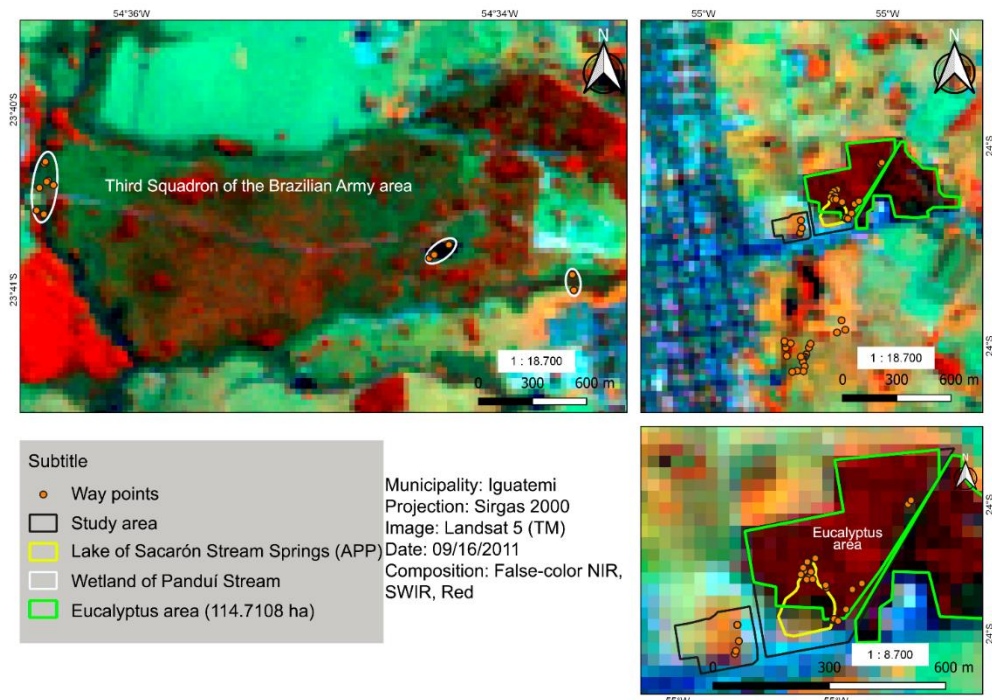 54°36'W
54°34'W
23°40'S
23°41'S
N
Third Squadron of the Brazilian Army area
1 : 18.700
0 300 600 m
55°W
55°W
N
24°S
24°S
1 : 18.700
0 300 600 m
Subtitle
Way points
Study area
Lake of Sacarón Stream Springs (APP)
Wetland of Panduí Stream
Eucalyptus area (114.7108 ha)
Municipality: Iguatemi
Projection: Sirgas 2000
Image: Landsat 5 (TM)
Date: 09/16/2011
Composition: False-color NIR,
SWIR, Red
N
Eucalyptus
area
24°S
24°S
1 : 8.700
0 300 600 m
55°W
55°W